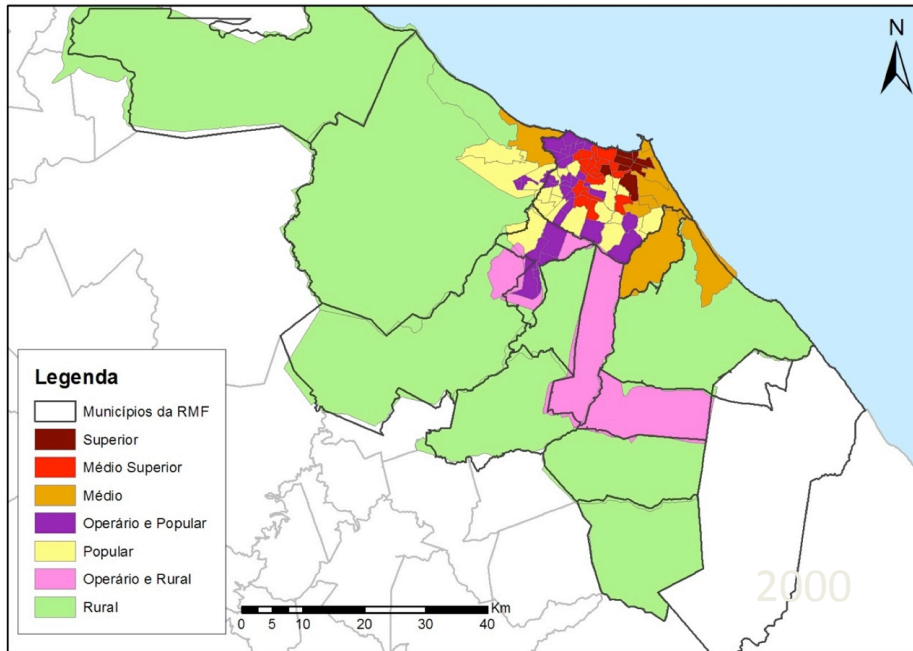 N
Legenda
Municípios da RMF
Superior
Médio Superior
Médio
Operário e Popular
Popular
Operário e Rural
Rural
Km
0 5 10 20 30 40
2000